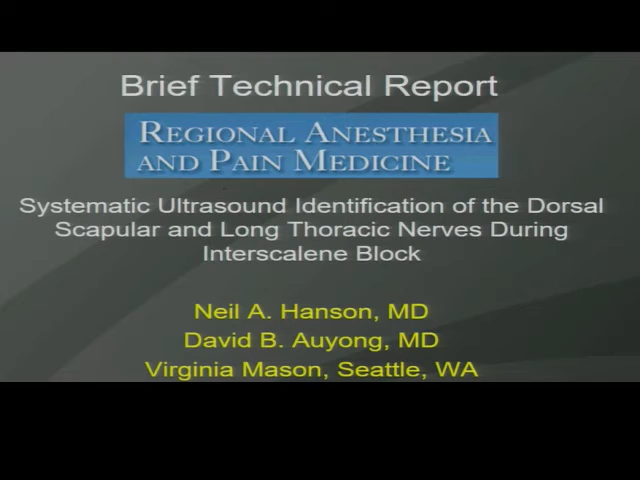 Brief Technical Report
REGIONAL ANESTHESIA
AND PAIN MEDICINE
Systematic Ultrasound Identification of the Dorsal
Scapular and Long Thoracic Nerves During
Interscalene Block
Neil A. Hanson, MD
David B. Auyong, MD
Virginia Mason, Seattle, WA